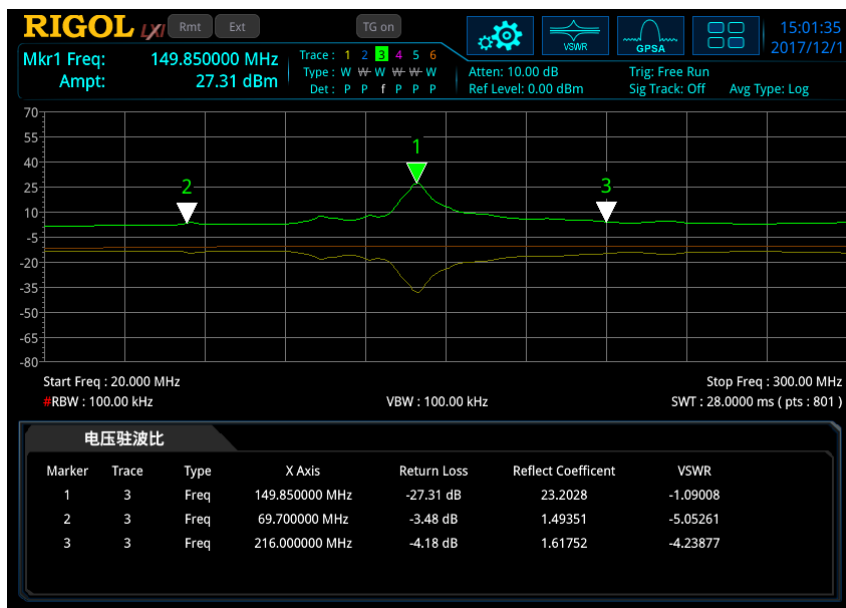 RIGOL LXI Rmt Ext TG on VSWR GPSA 15:01:35
2017/12/1
Mkr1 Freq: 149.850000 MHz
Ampt: 27.31 dBm
Trace: 1 2 3 4 5 6
Type: W W W W W W
Det: P P f P P P
Atten: 10.00 dB
Ref Level: 0.00 dBm
Trig: Free Run
Sig Track: Off Avg Type: Log
70
55
40
25
10
-5
-20
-35
-50
-65
-80
1
2
3
Start Freq : 20.000 MHz Stop Freq : 300.00 MHz
#RBW : 100.00 kHz VBW : 100.00 kHz SWT : 28.0000 ms ( pts : 801 )
电压驻波比
Marker Trace Type X Axis Return Loss Reflect Coefficent VSWR
1 3 Freq 149.850000 MHz -27.31 dB 23.2028 -1.09008
2 3 Freq 69.700000 MHz -3.48 dB 1.49351 -5.05261
3 3 Freq 216.000000 MHz -4.18 dB 1.61752 -4.23877